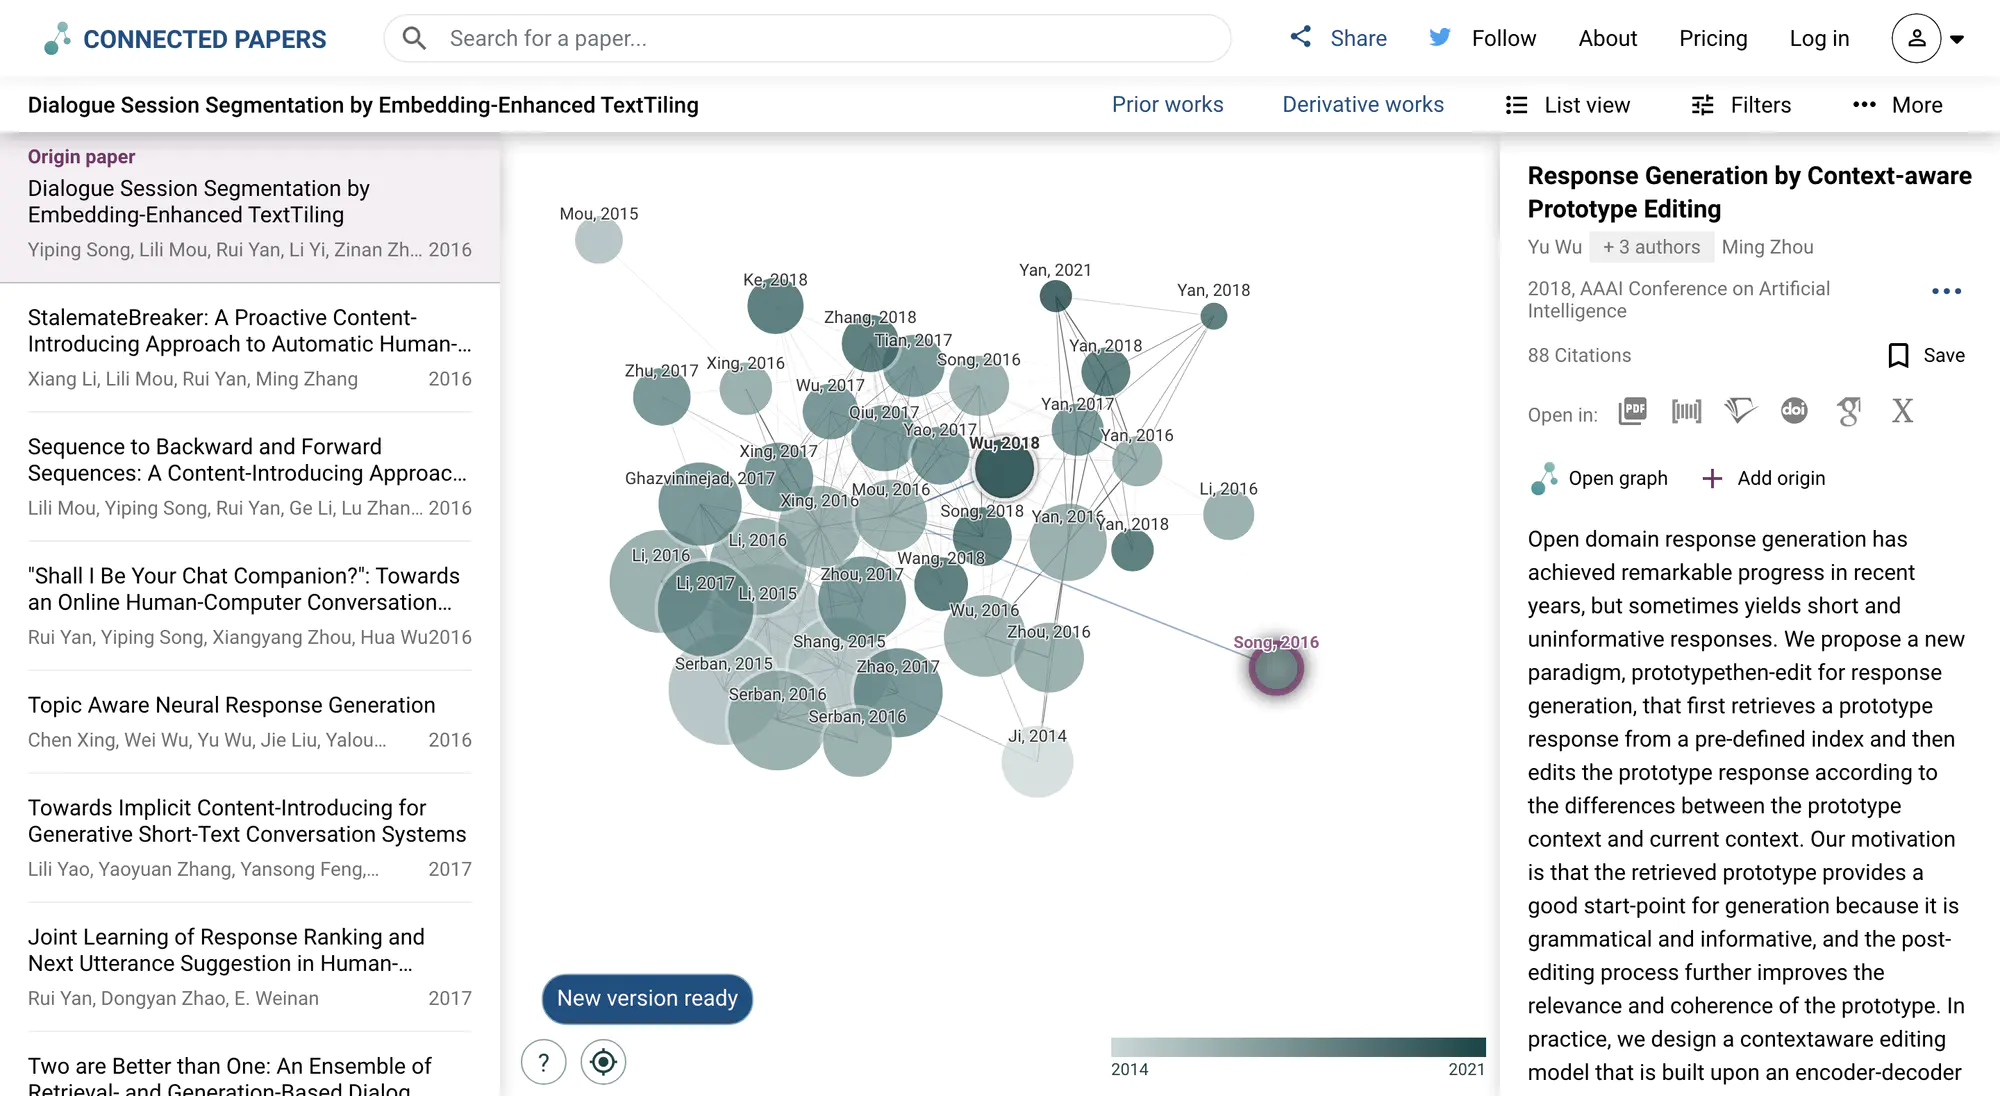 CONNECTED PAPERS
Search for a paper...
Share
Follow
About
Pricing
Log in
Dialogue Session Segmentation by Embedding-Enhanced TextTiling
Prior works
Derivative works
List view
Filters
More
Origin paper
Dialogue Session Segmentation by
Embedding-Enhanced TextTiling
Yiping Song, Lili Mou, Rui Yan, Li Yi, Zinan Zh... 2016
StalemateBreaker: A Proactive Content-
Introducing Approach to Automatic Human-...
Xiang Li, Lili Mou, Rui Yan, Ming Zhang 2016
Sequence to Backward and Forward
Sequences: A Content-Introducing Approac...
Lili Mou, Yiping Song, Rui Yan, Ge Li, Lu Zhan... 2016
"Shall I Be Your Chat Companion?": Towards
an Online Human-Computer Conversation...
Rui Yan, Yiping Song, Xiangyang Zhou, Hua Wu2016
Topic Aware Neural Response Generation
Chen Xing, Wei Wu, Yu Wu, Jie Liu, Yalou... 2016
Towards Implicit Content-Introducing for
Generative Short-Text Conversation Systems
Lili Yao, Yaoyuan Zhang, Yansong Feng,... 2017
Joint Learning of Response Ranking and
Next Utterance Suggestion in Human-...
Rui Yan, Dongyan Zhao, E. Weinan 2017
Two are Better than One: An Ensemble of
Retrieval- and Generation-Based Dialog
Mou, 2015
Ke, 2018
Yan, 2021
Yan, 2018
Zhang, 2018
Tian, 2017
Song, 2016
Yan, 2018
Zhu, 2017
Xing, 2016
Wu, 2017
Qiu, 2017
Yao, 2017
Yan, 2017
Wu, 2018
Yan, 2016
Xing, 2017
Ghazvininejad, 2017
Xing, 2016
Mou, 2016
Li, 2016
Song, 2018
Yan, 2016
Yan, 2018
Li, 2016
Li, 2016
Wang, 2018
Li, 2017
Li, 2015
Zhou, 2017
Wu, 2016
Zhou, 2016
Song, 2016
Shang, 2015
Serban, 2015
Zhao, 2017
Serban, 2016
Serban, 2016
Ji, 2014
New version ready
?
2014
2021
Response Generation by Context-aware
Prototype Editing
Yu Wu + 3 authors Ming Zhou
2018, AAAI Conference on Artificial
Intelligence
88 Citations
Save
Open in:
PDF
doi
g
X
Open graph
Add origin
Open domain response generation has
achieved remarkable progress in recent
years, but sometimes yields short and
uninformative responses. We propose a new
paradigm, prototypethen-edit for response
generation, that first retrieves a prototype
response from a pre-defined index and then
edits the prototype response according to
the differences between the prototype
context and current context. Our motivation
is that the retrieved prototype provides a
good start-point for generation because it is
grammatical and informative, and the post-
editing process further improves the
relevance and coherence of the prototype. In
practice, we design a contextaware editing
model that is built upon an encoder-decoder